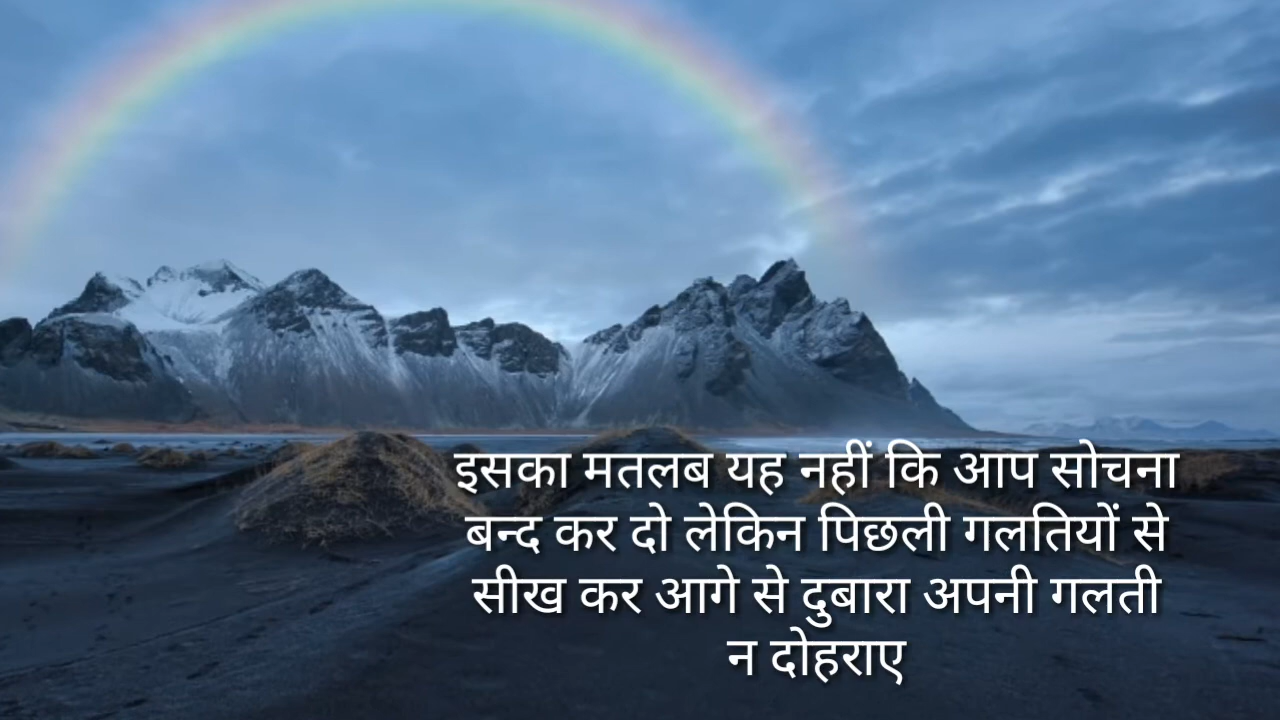 इसका मतलब यह नहीं कि आप सोचना
बन्द कर दो लेकिन पिछली गलतियों से
सीख कर आगे से दुबारा अपनी गलती
न दोहराए